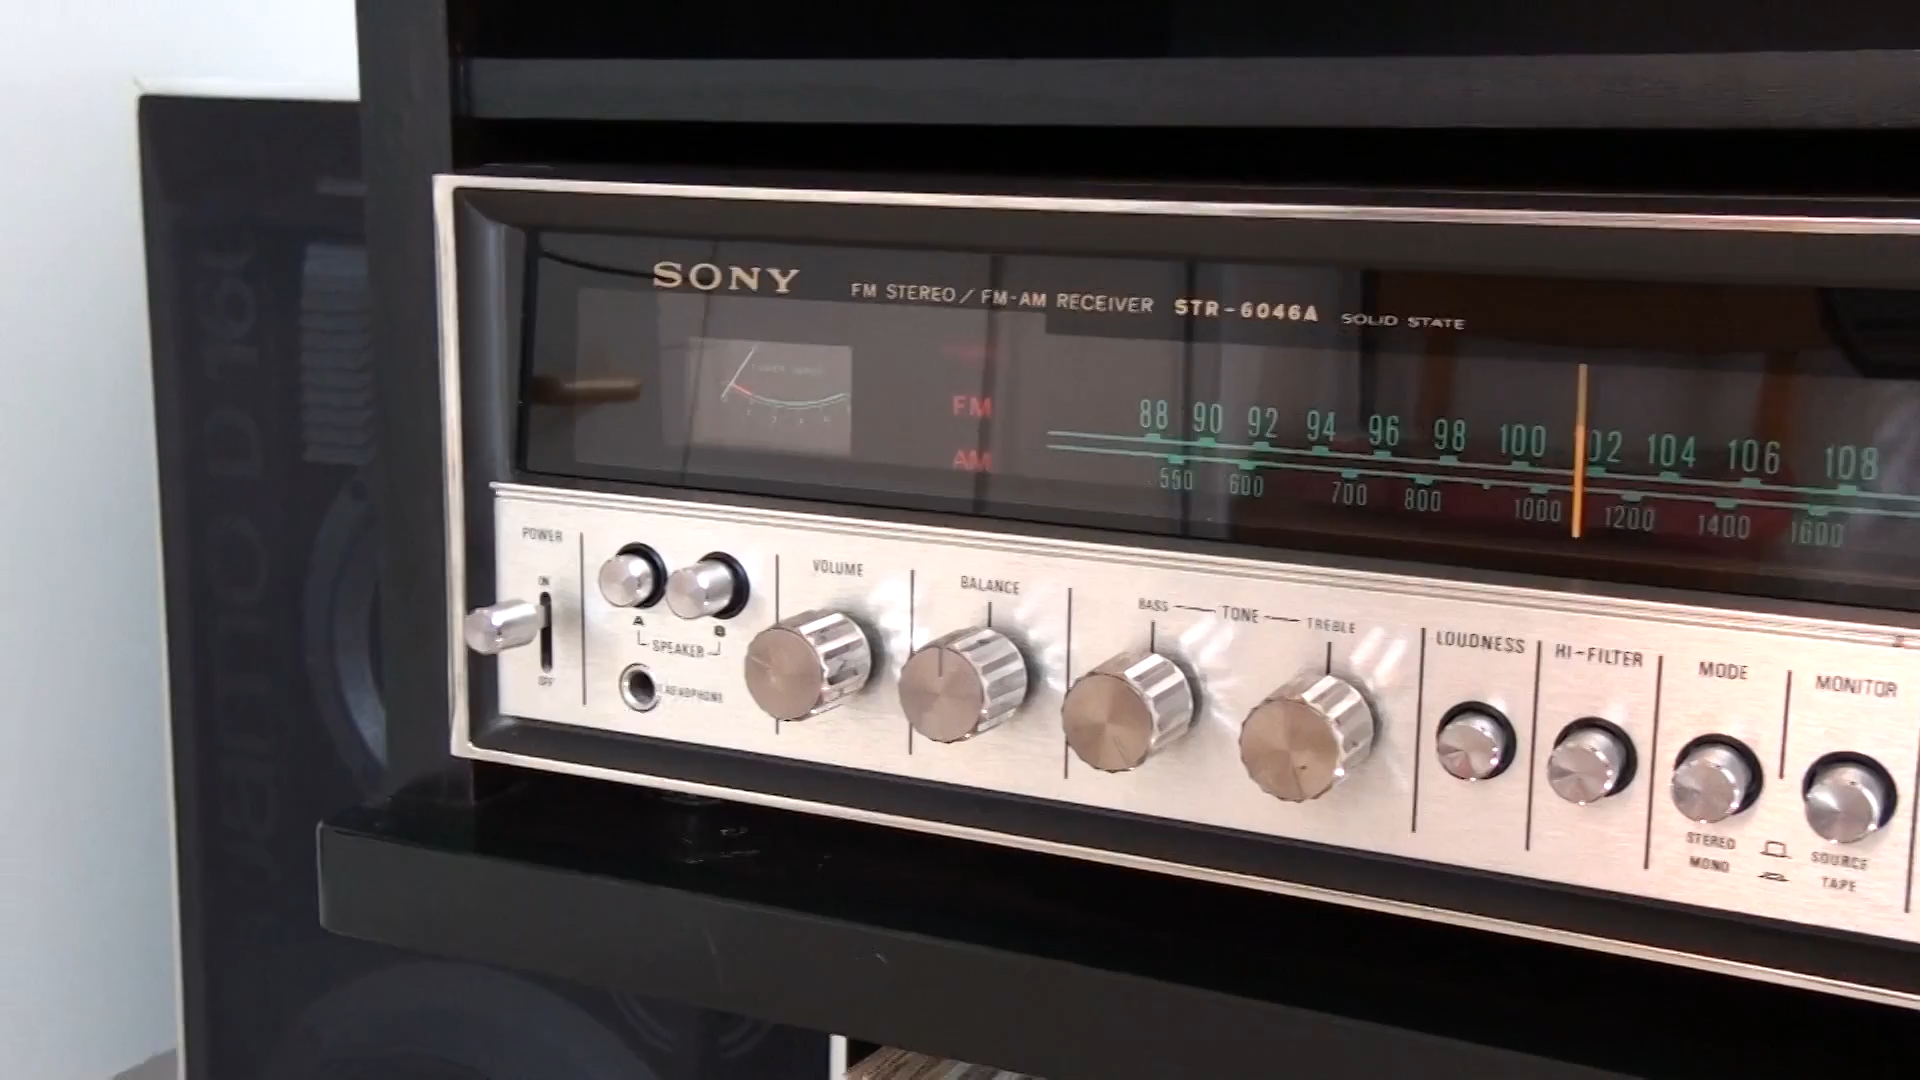 SONY FM STEREO / FM-AM RECEIVER STR-6046A SOLID STATE
FM 88 90 92 94 96 98 100 102 104 106 108
AM 550 600 700 800 1000 1200 1400 1600
POWER
ON
OFF
A B
SPEAKER
VOLUME
BALANCE
BASS TONE TREBLE
LOUDNESS
HI-FILTER
MODE
STEREO
MONO
MONITOR
SOURCE
TAPE